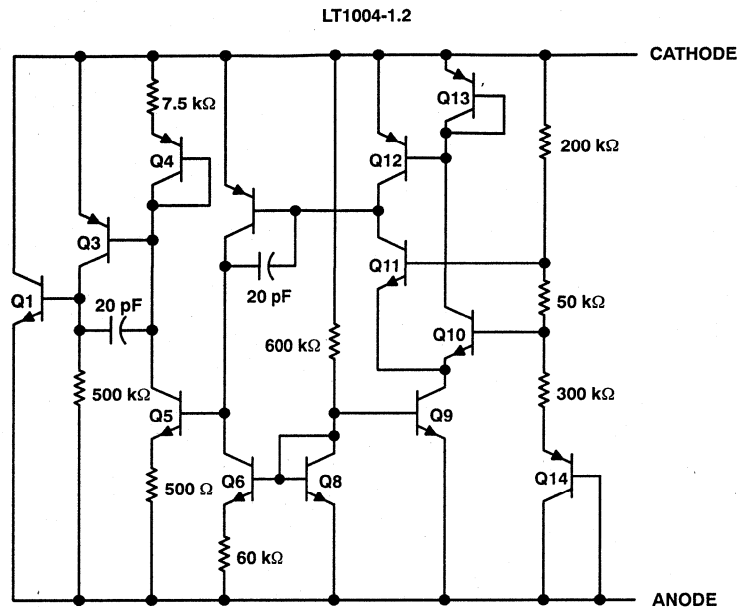 LT1004-1.2
CATHODE
7.5 kΩ
Q13
Q4
Q12
200 kΩ
Q3
Q11
Q1
20 pF
20 pF
50 kΩ
Q10
600 kΩ
500 kΩ
300 kΩ
Q5
Q9
Q6
Q8
Q14
500 Ω
60 kΩ
ANODE